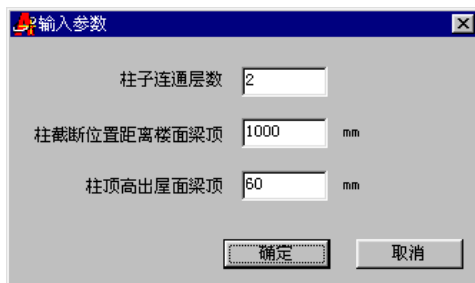 输入参数
柱子连通层数 2
柱截断位置距离楼面梁顶 1000 mm
柱顶高出屋面梁顶 60 mm
确定 取消